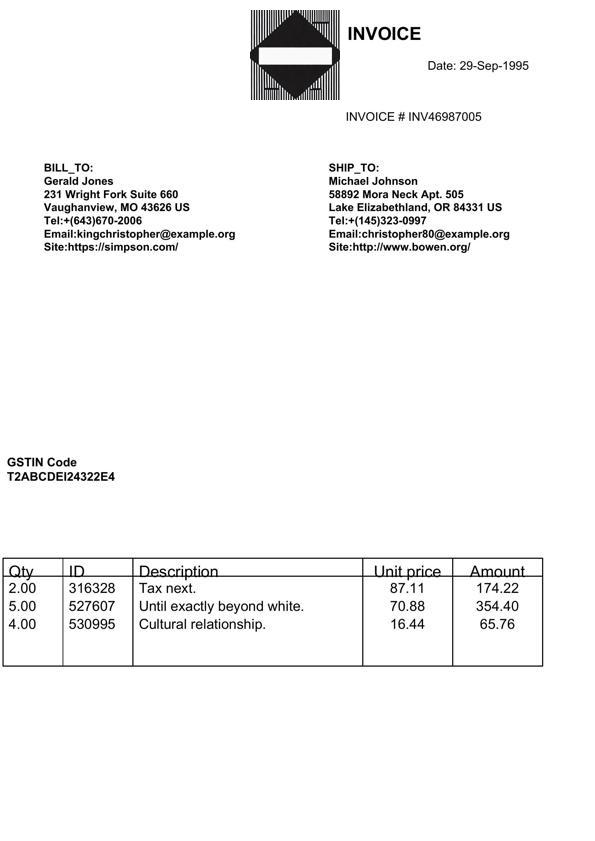 INVOICE
Date: 29-Sep-1995
INVOICE # INV46987005
BILL_TO:
Gerald Jones
231 Wright Fork Suite 660
Vaughanview, MO 43626 US
Tel:+(643)670-2006
Email:kingchristopher@example.org
Site:https://simpson.com/
SHIP_TO:
Michael Johnson
58892 Mora Neck Apt. 505
Lake Elizabethland, OR 84331 US
Tel:+(145)323-0997
Email:christopher80@example.org
Site:http://www.bowen.org/
GSTIN Code
T2ABCDEI24322E4
Qty ID Description Unit price Amount
2.00 316328 Tax next. 87.11 174.22
5.00 527607 Until exactly beyond white. 70.88 354.40
4.00 530995 Cultural relationship. 16.44 65.76